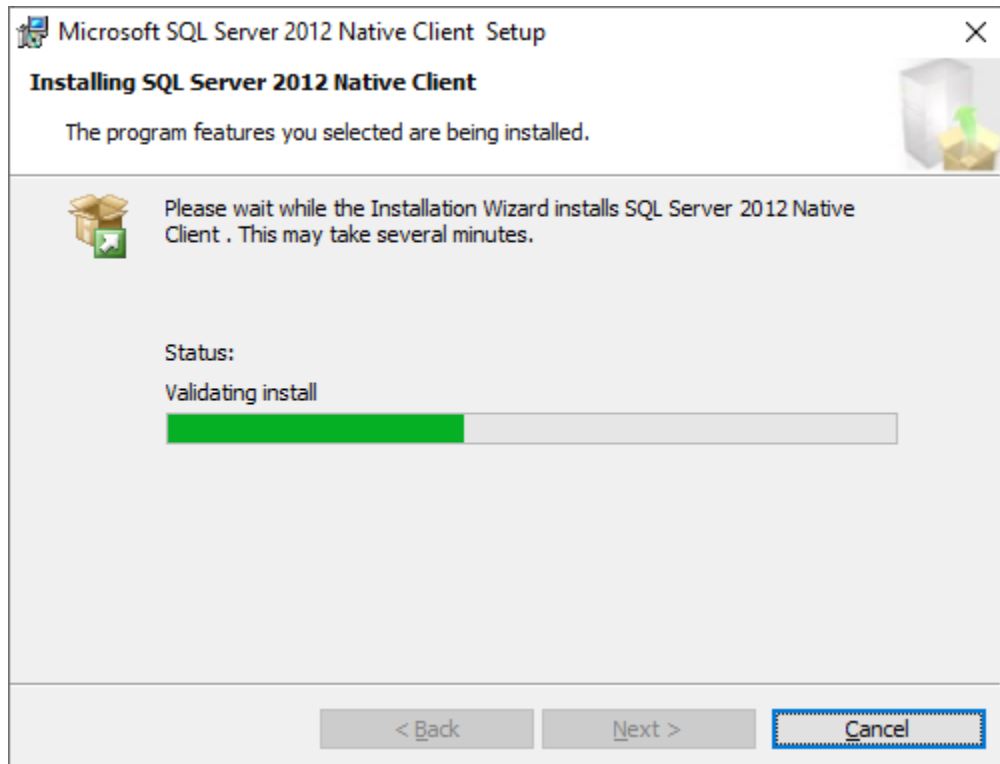 Microsoft SQL Server 2012 Native Client  Setup
Installing SQL Server 2012 Native Client
The program features you selected are being installed.
Please wait while the Installation Wizard installs SQL Server 2012 Native
Client . This may take several minutes.
Status:
Validating install
< Back
Next >
Cancel